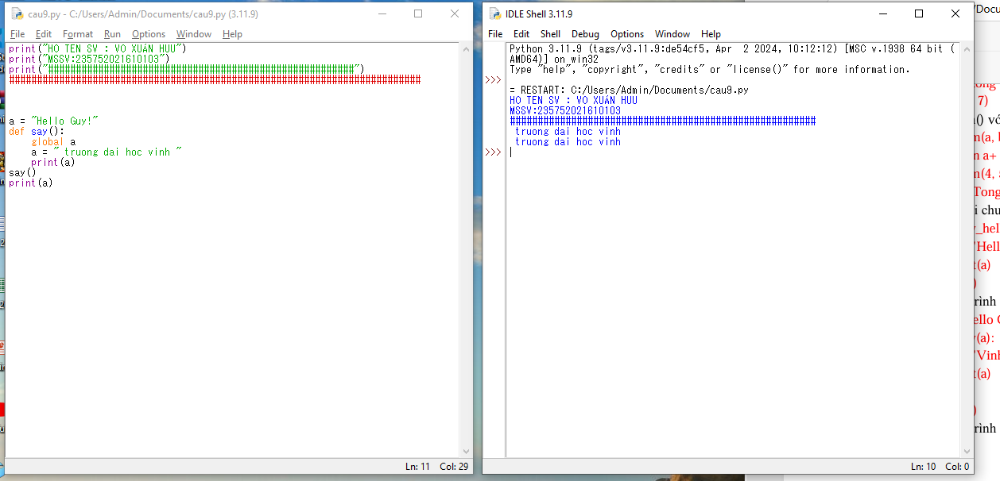 cau9.py - C:/Users/Admin/Documents/cau9.py (3.11.9)
File Edit Format Run Options Window Help
print("HO TEN SV : VO XUÁN HUU")
print("MSSV:235752021610103")
print("#######################################################")
##########################################################################
a = "Hello Guy!"
def say():
    global a
    a = " truong dai hoc vinh "
    print(a)
say()
print(a)
Ln: 11 Col: 29
IDLE Shell 3.11.9
File Edit Shell Debug Options Window Help
Python 3.11.9 (tags/v3.11.9:de54cf5, Apr  2 2024, 10:12:12) [MSC v.1938 64 bit (
AMD64)] on win32
Type "help", "copyright", "credits" or "license()" for more information.
>>>
= RESTART: C:/Users/Admin/Documents/cau9.py
HO TEN SV : VO XUÁN HUU
MSSV:235752021610103
#######################################################
 truong dai hoc vinh
 truong dai hoc vinh
>>>
Ln: 10 Col: 0
/Docu
ong
7)
() vớ
m(a, b
n a+
m(4,
Tong
i chu
_hel
"Hell
t(a)
)
rình
ello G
(a):
"Vinh
t(a)
)
rình